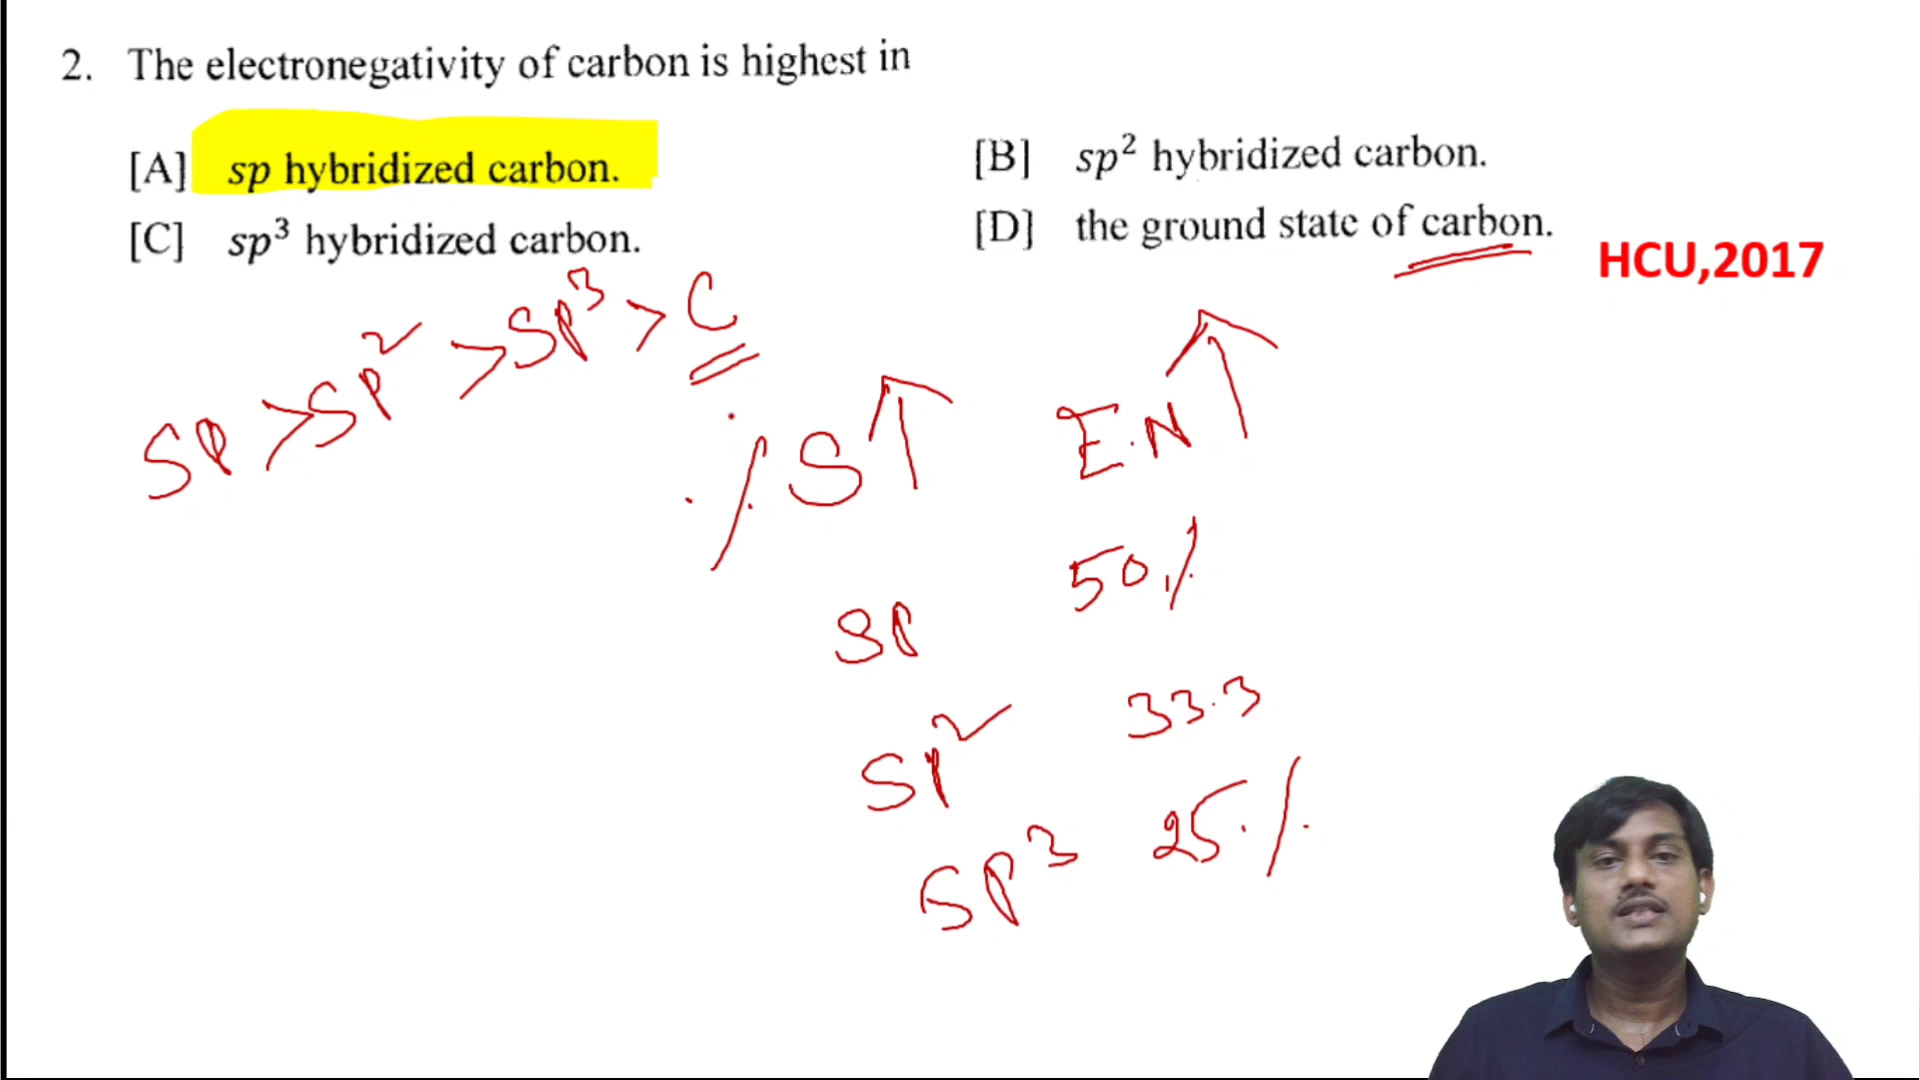 2. The electronegativity of carbon is highest in
[A] sp hybridized carbon.
[B] sp² hybridized carbon.
[C] sp³ hybridized carbon.
[D] the ground state of carbon.
HCU,2017
SP > SP² > SP³ > C
% S ↑ E.N ↑
SP 50%
SP² 33.3
SP³ 25%